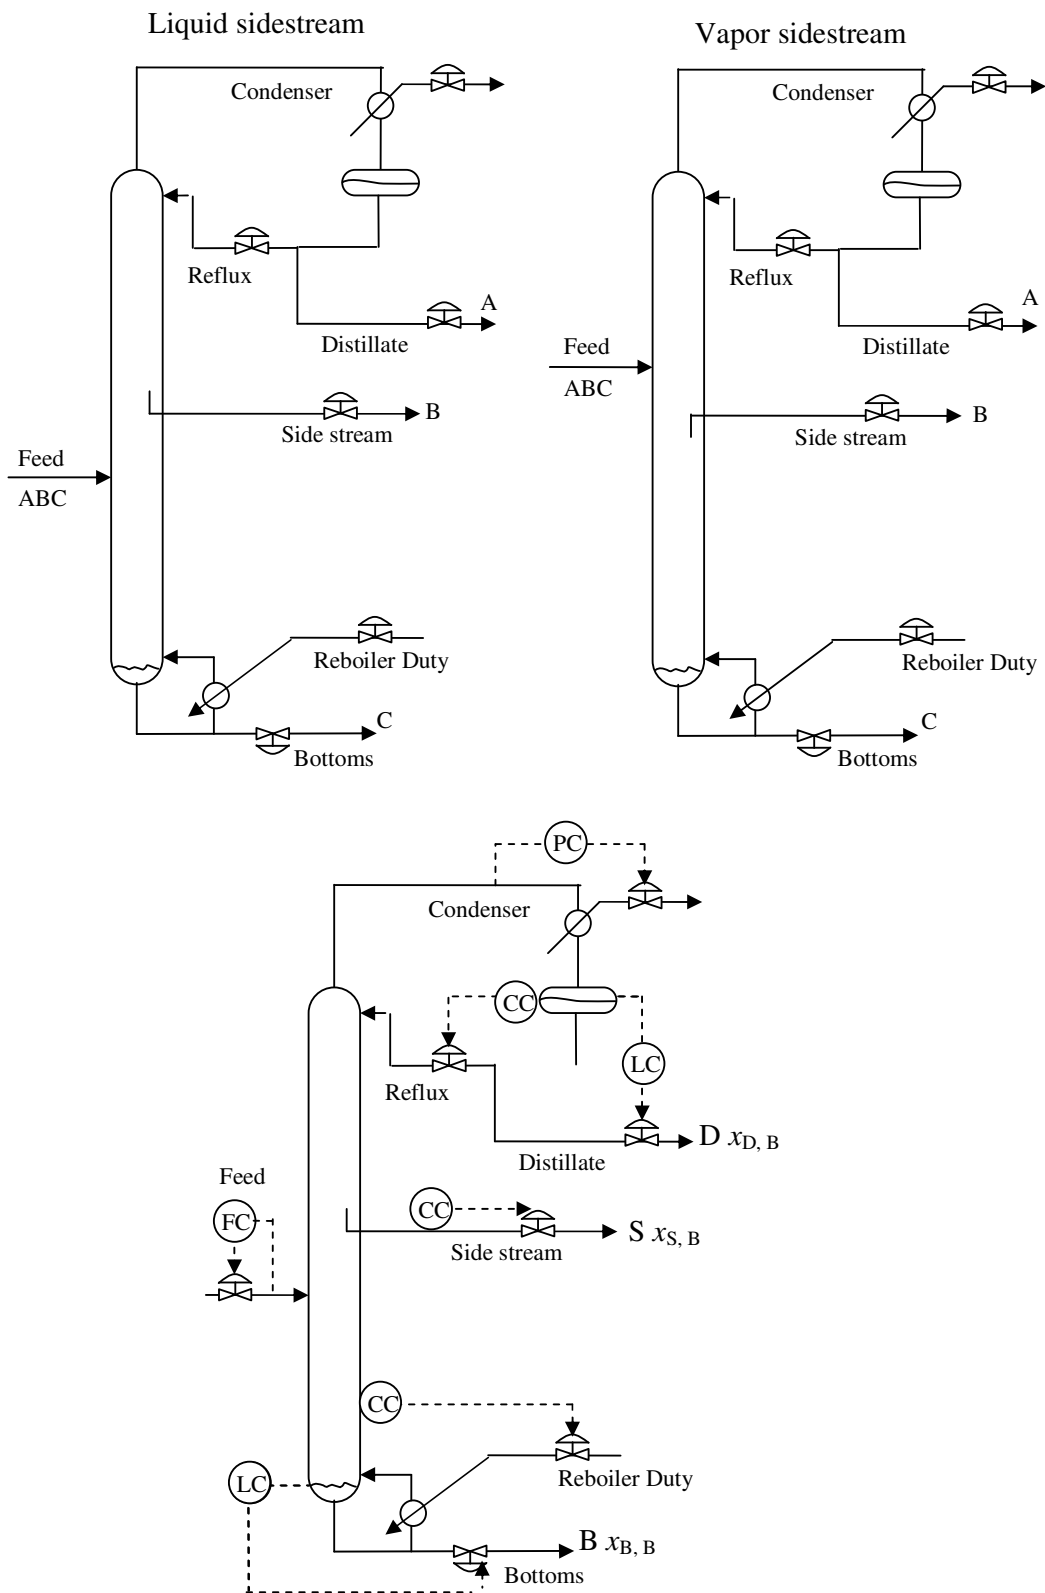 Liquid sidestream
Condenser
Reflux
A
Distillate
B
Side stream
Feed
ABC
Reboiler Duty
C
Bottoms
Vapor sidestream
Condenser
Reflux
A
Distillate
Feed
ABC
B
Side stream
Reboiler Duty
C
Bottoms
PC
Condenser
CC
LC
Reflux
D x_{D, B}
Distillate
Feed
FC
CC
S x_{S, B}
Side stream
CC
LC
Reboiler Duty
B x_{B, B}
Bottoms